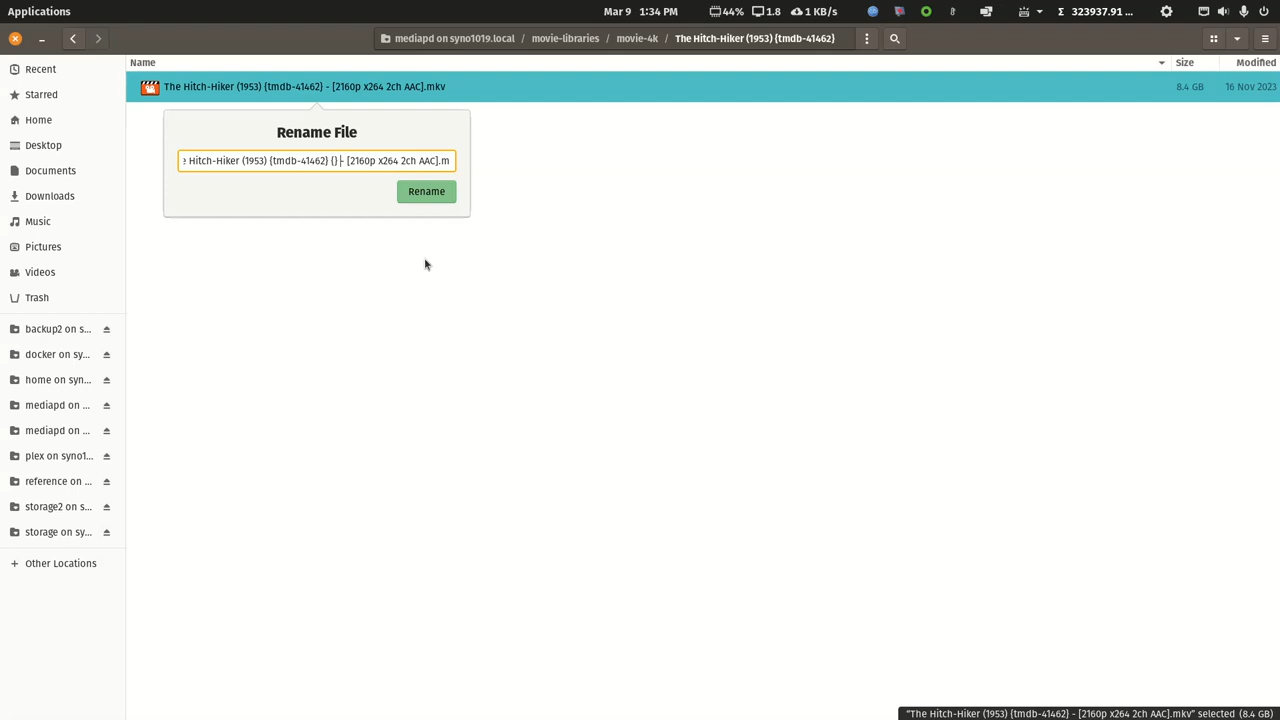 Applications
Mar 9 1:34 PM
44% 1.8 1 KB/s
Σ 323937.91 ...
mediapd on syno1019.local / movie-libraries / movie-4k / The Hitch-Hiker (1953) {tmdb-41462}
Name Size Modified
The Hitch-Hiker (1953) {tmdb-41462} - [2160p x264 2ch AAC].mkv 8.4 GB 16 Nov 2023
Rename File
e Hitch-Hiker (1953) {tmdb-41462} {} - [2160p x264 2ch AAC].m
Rename
Recent
Starred
Home
Desktop
Documents
Downloads
Music
Pictures
Videos
Trash
backup2 on s...
docker on sy...
home on syn...
mediapd on ...
mediapd on ...
plex on syno1...
reference on ...
storage2 on s...
storage on sy...
+ Other Locations
"The Hitch-Hiker (1953) {tmdb-41462} - [2160p x264 2ch AAC].mkv" selected (8.4 GB)